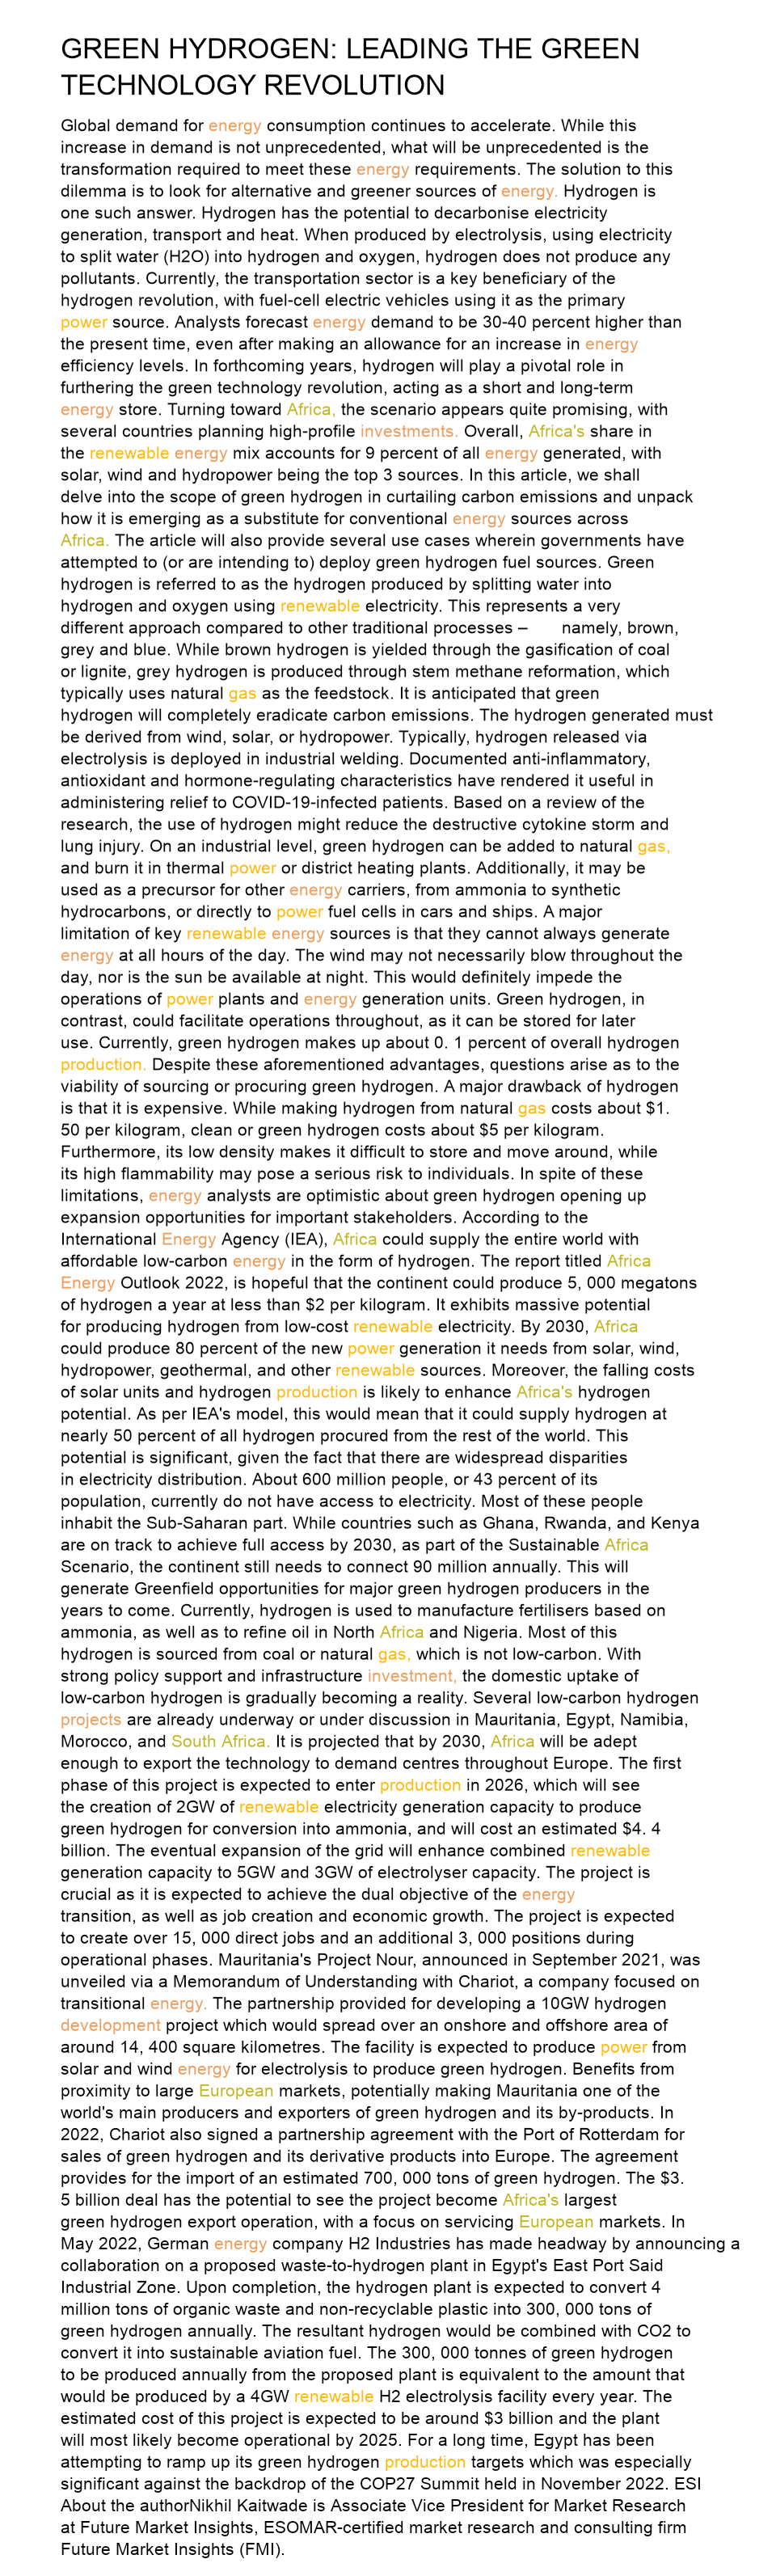 GREEN HYDROGEN: LEADING THE GREEN
TECHNOLOGY REVOLUTION
Global demand for energy consumption continues to accelerate. While this
increase in demand is not unprecedented, what will be unprecedented is the
transformation required to meet these energy requirements. The solution to this
dilemma is to look for alternative and greener sources of energy. Hydrogen is
one such answer. Hydrogen has the potential to decarbonise electricity
generation, transport and heat. When produced by electrolysis, using electricity
to split water (H2O) into hydrogen and oxygen, hydrogen does not produce any
pollutants. Currently, the transportation sector is a key beneficiary of the
hydrogen revolution, with fuel-cell electric vehicles using it as the primary
power source. Analysts forecast energy demand to be 30-40 percent higher than
the present time, even after making an allowance for an increase in energy
efficiency levels. In forthcoming years, hydrogen will play a pivotal role in
furthering the green technology revolution, acting as a short and long-term
energy store. Turning toward Africa, the scenario appears quite promising, with
several countries planning high-profile investments. Overall, Africa's share in
the renewable energy mix accounts for 9 percent of all energy generated, with
solar, wind and hydropower being the top 3 sources. In this article, we shall
delve into the scope of green hydrogen in curtailing carbon emissions and unpack
how it is emerging as a substitute for conventional energy sources across
Africa. The article will also provide several use cases wherein governments have
attempted to (or are intending to) deploy green hydrogen fuel sources. Green
hydrogen is referred to as the hydrogen produced by splitting water into
hydrogen and oxygen using renewable electricity. This represents a very
different approach compared to other traditional processes – namely, brown,
grey and blue. While brown hydrogen is yielded through the gasification of coal
or lignite, grey hydrogen is produced through stem methane reformation, which
typically uses natural gas as the feedstock. It is anticipated that green
hydrogen will completely eradicate carbon emissions. The hydrogen generated must
be derived from wind, solar, or hydropower. Typically, hydrogen released via
electrolysis is deployed in industrial welding. Documented anti-inflammatory,
antioxidant and hormone-regulating characteristics have rendered it useful in
administering relief to COVID-19-infected patients. Based on a review of the
research, the use of hydrogen might reduce the destructive cytokine storm and
lung injury. On an industrial level, green hydrogen can be added to natural gas,
and burn it in thermal power or district heating plants. Additionally, it may be
used as a precursor for other energy carriers, from ammonia to synthetic
hydrocarbons, or directly to power fuel cells in cars and ships. A major
limitation of key renewable energy sources is that they cannot always generate
energy at all hours of the day. The wind may not necessarily blow throughout the
day, nor is the sun be available at night. This would definitely impede the
operations of power plants and energy generation units. Green hydrogen, in
contrast, could facilitate operations throughout, as it can be stored for later
use. Currently, green hydrogen makes up about 0. 1 percent of overall hydrogen
production. Despite these aforementioned advantages, questions arise as to the
viability of sourcing or procuring green hydrogen. A major drawback of hydrogen
is that it is expensive. While making hydrogen from natural gas costs about $1.
50 per kilogram, clean or green hydrogen costs about $5 per kilogram.
Furthermore, its low density makes it difficult to store and move around, while
its high flammability may pose a serious risk to individuals. In spite of these
limitations, energy analysts are optimistic about green hydrogen opening up
expansion opportunities for important stakeholders. According to the
International Energy Agency (IEA), Africa could supply the entire world with
affordable low-carbon energy in the form of hydrogen. The report titled Africa
Energy Outlook 2022, is hopeful that the continent could produce 5, 000 megatons
of hydrogen a year at less than $2 per kilogram. It exhibits massive potential
for producing hydrogen from low-cost renewable electricity. By 2030, Africa
could produce 80 percent of the new power generation it needs from solar, wind,
hydropower, geothermal, and other renewable sources. Moreover, the falling costs
of solar units and hydrogen production is likely to enhance Africa's hydrogen
potential. As per IEA's model, this would mean that it could supply hydrogen at
nearly 50 percent of all hydrogen procured from the rest of the world. This
potential is significant, given the fact that there are widespread disparities
in electricity distribution. About 600 million people, or 43 percent of its
population, currently do not have access to electricity. Most of these people
inhabit the Sub-Saharan part. While countries such as Ghana, Rwanda, and Kenya
are on track to achieve full access by 2030, as part of the Sustainable Africa
Scenario, the continent still needs to connect 90 million annually. This will
generate Greenfield opportunities for major green hydrogen producers in the
years to come. Currently, hydrogen is used to manufacture fertilisers based on
ammonia, as well as to refine oil in North Africa and Nigeria. Most of this
hydrogen is sourced from coal or natural gas, which is not low-carbon. With
strong policy support and infrastructure investment, the domestic uptake of
low-carbon hydrogen is gradually becoming a reality. Several low-carbon hydrogen
projects are already underway or under discussion in Mauritania, Egypt, Namibia,
Morocco, and South Africa. It is projected that by 2030, Africa will be adept
enough to export the technology to demand centres throughout Europe. The first
phase of this project is expected to enter production in 2026, which will see
the creation of 2GW of renewable electricity generation capacity to produce
green hydrogen for conversion into ammonia, and will cost an estimated $4. 4
billion. The eventual expansion of the grid will enhance combined renewable
generation capacity to 5GW and 3GW of electrolyser capacity. The project is
crucial as it is expected to achieve the dual objective of the energy
transition, as well as job creation and economic growth. The project is expected
to create over 15, 000 direct jobs and an additional 3, 000 positions during
operational phases. Mauritania's Project Nour, announced in September 2021, was
unveiled via a Memorandum of Understanding with Chariot, a company focused on
transitional energy. The partnership provided for developing a 10GW hydrogen
development project which would spread over an onshore and offshore area of
around 14, 400 square kilometres. The facility is expected to produce power from
solar and wind energy for electrolysis to produce green hydrogen. Benefits from
proximity to large European markets, potentially making Mauritania one of the
world's main producers and exporters of green hydrogen and its by-products. In
2022, Chariot also signed a partnership agreement with the Port of Rotterdam for
sales of green hydrogen and its derivative products into Europe. The agreement
provides for the import of an estimated 700, 000 tons of green hydrogen. The $3.
5 billion deal has the potential to see the project become Africa's largest
green hydrogen export operation, with a focus on servicing European markets. In
May 2022, German energy company H2 Industries has made headway by announcing a
collaboration on a proposed waste-to-hydrogen plant in Egypt's East Port Said
Industrial Zone. Upon completion, the hydrogen plant is expected to convert 4
million tons of organic waste and non-recyclable plastic into 300, 000 tons of
green hydrogen annually. The resultant hydrogen would be combined with CO2 to
convert it into sustainable aviation fuel. The 300, 000 tonnes of green hydrogen
to be produced annually from the proposed plant is equivalent to the amount that
would be produced by a 4GW renewable H2 electrolysis facility every year. The
estimated cost of this project is expected to be around $3 billion and the plant
will most likely become operational by 2025. For a long time, Egypt has been
attempting to ramp up its green hydrogen production targets which was especially
significant against the backdrop of the COP27 Summit held in November 2022. ESI
About the authorNikhil Kaitwade is Associate Vice President for Market Research
at Future Market Insights, ESOMAR-certified market research and consulting firm
Future Market Insights (FMI).